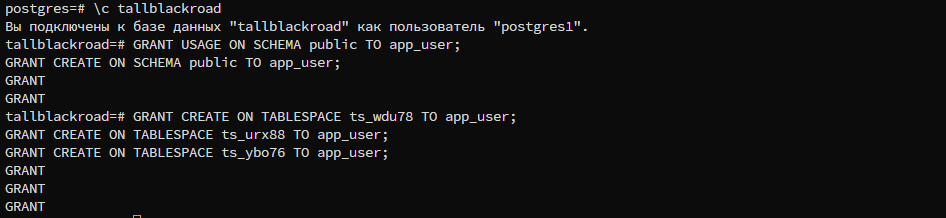 postgres=# \c tallblackroad
Вы подключены к базе данных "tallblackroad" как пользователь "postgres1".
tallblackroad=# GRANT USAGE ON SCHEMA public TO app_user;
GRANT CREATE ON SCHEMA public TO app_user;
GRANT
GRANT
tallblackroad=# GRANT CREATE ON TABLESPACE ts_wdu78 TO app_user;
GRANT CREATE ON TABLESPACE ts_urx88 TO app_user;
GRANT CREATE ON TABLESPACE ts_ybo76 TO app_user;
GRANT
GRANT
GRANT